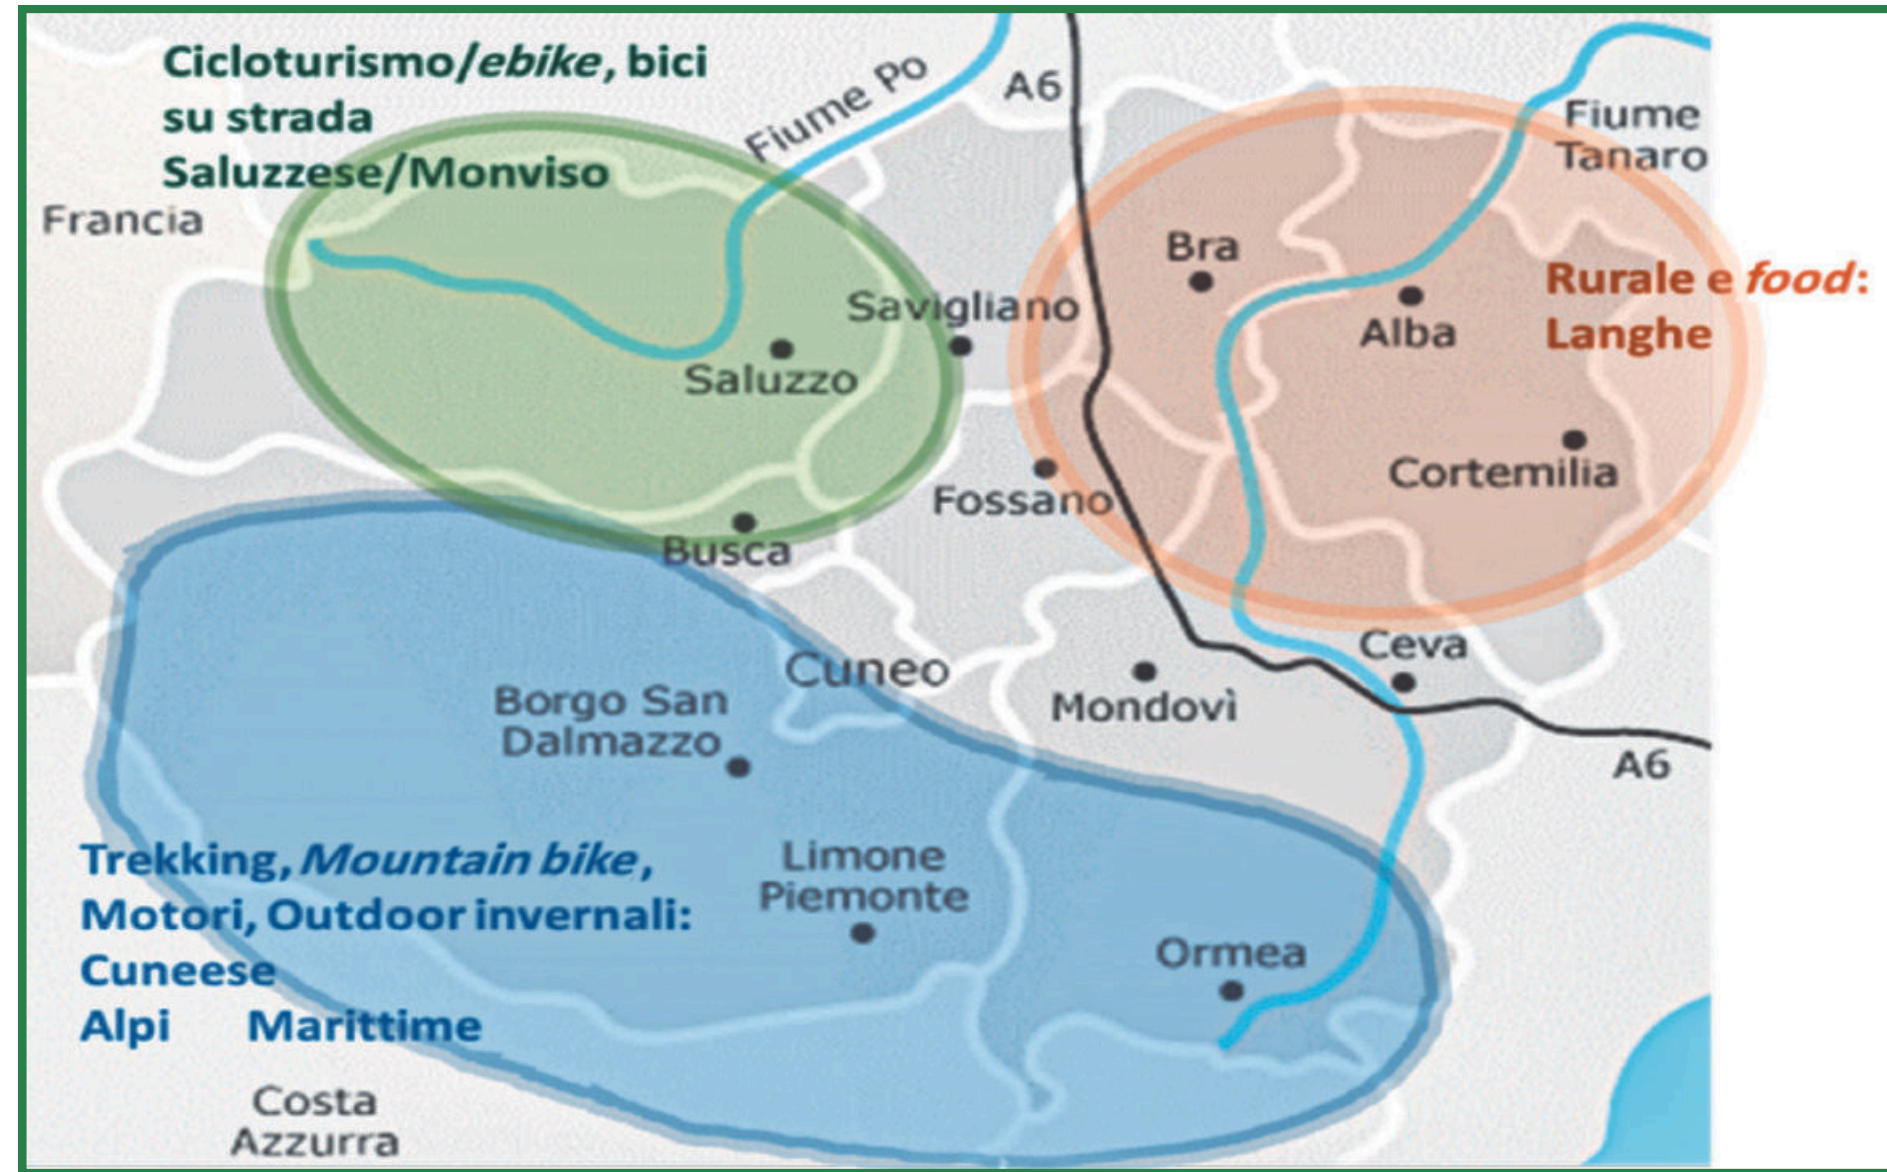 Cicloturismo/ebike, bici
su strada
Saluzzese/Monviso
Fiume Po
A6
Fiume
Tanaro
Francia
Bra
Savigliano
Alba
Rurale e food:
Langhe
Saluzzo
Cortemilia
Fossano
Busca
Ceva
Cuneo
Mondovì
Borgo San
Dalmazzo
A6
Trekking, Mountain bike,
Motori, Outdoor invernali:
Cuneese
Alpi Marittime
Limone
Piemonte
Ormea
Costa
Azzurra